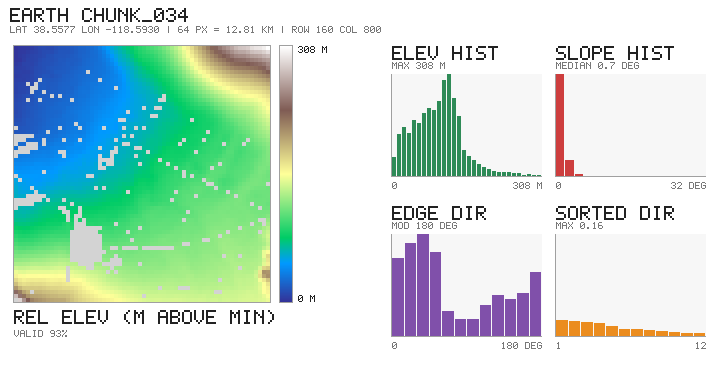 EARTH CHUNK_034
LAT 38.5577 LON -118.5930 | 64 PX = 12.81 KM | ROW 160 COL 800
308 M
0 M
REL ELEV (M ABOVE MIN)
VALID 93%
ELEV HIST
MAX 308 M
0 308 M
SLOPE HIST
MEDIAN 0.7 DEG
0 32 DEG
EDGE DIR
MOD 180 DEG
0 180 DEG
SORTED DIR
MAX 0.16
1 12